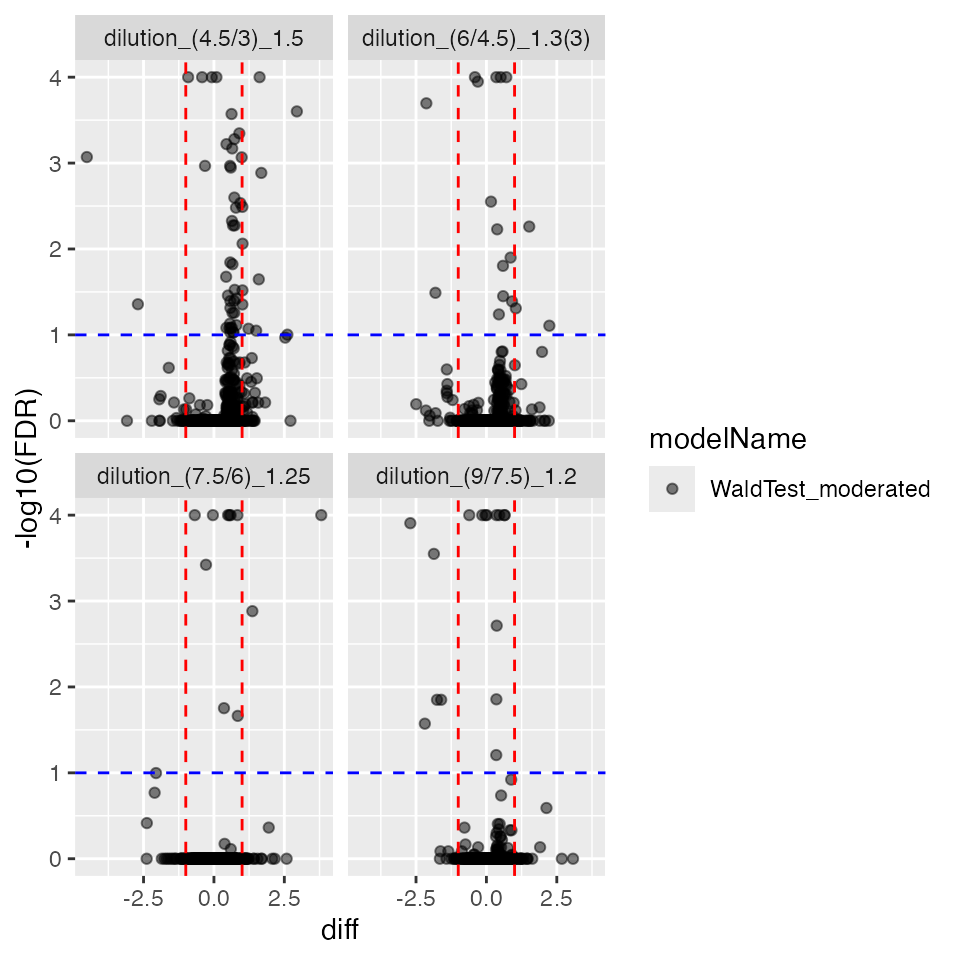 dilution_(4.5/3)_1.5
dilution_(6/4.5)_1.3(3)
4
3
2
1
0
dilution_(7.5/6)_1.25
dilution_(9/7.5)_1.2
4
3
2
1
0
-2.5
0.0
2.5
-2.5
0.0
2.5
diff
-log10(FDR)
modelName
WaldTest_moderated